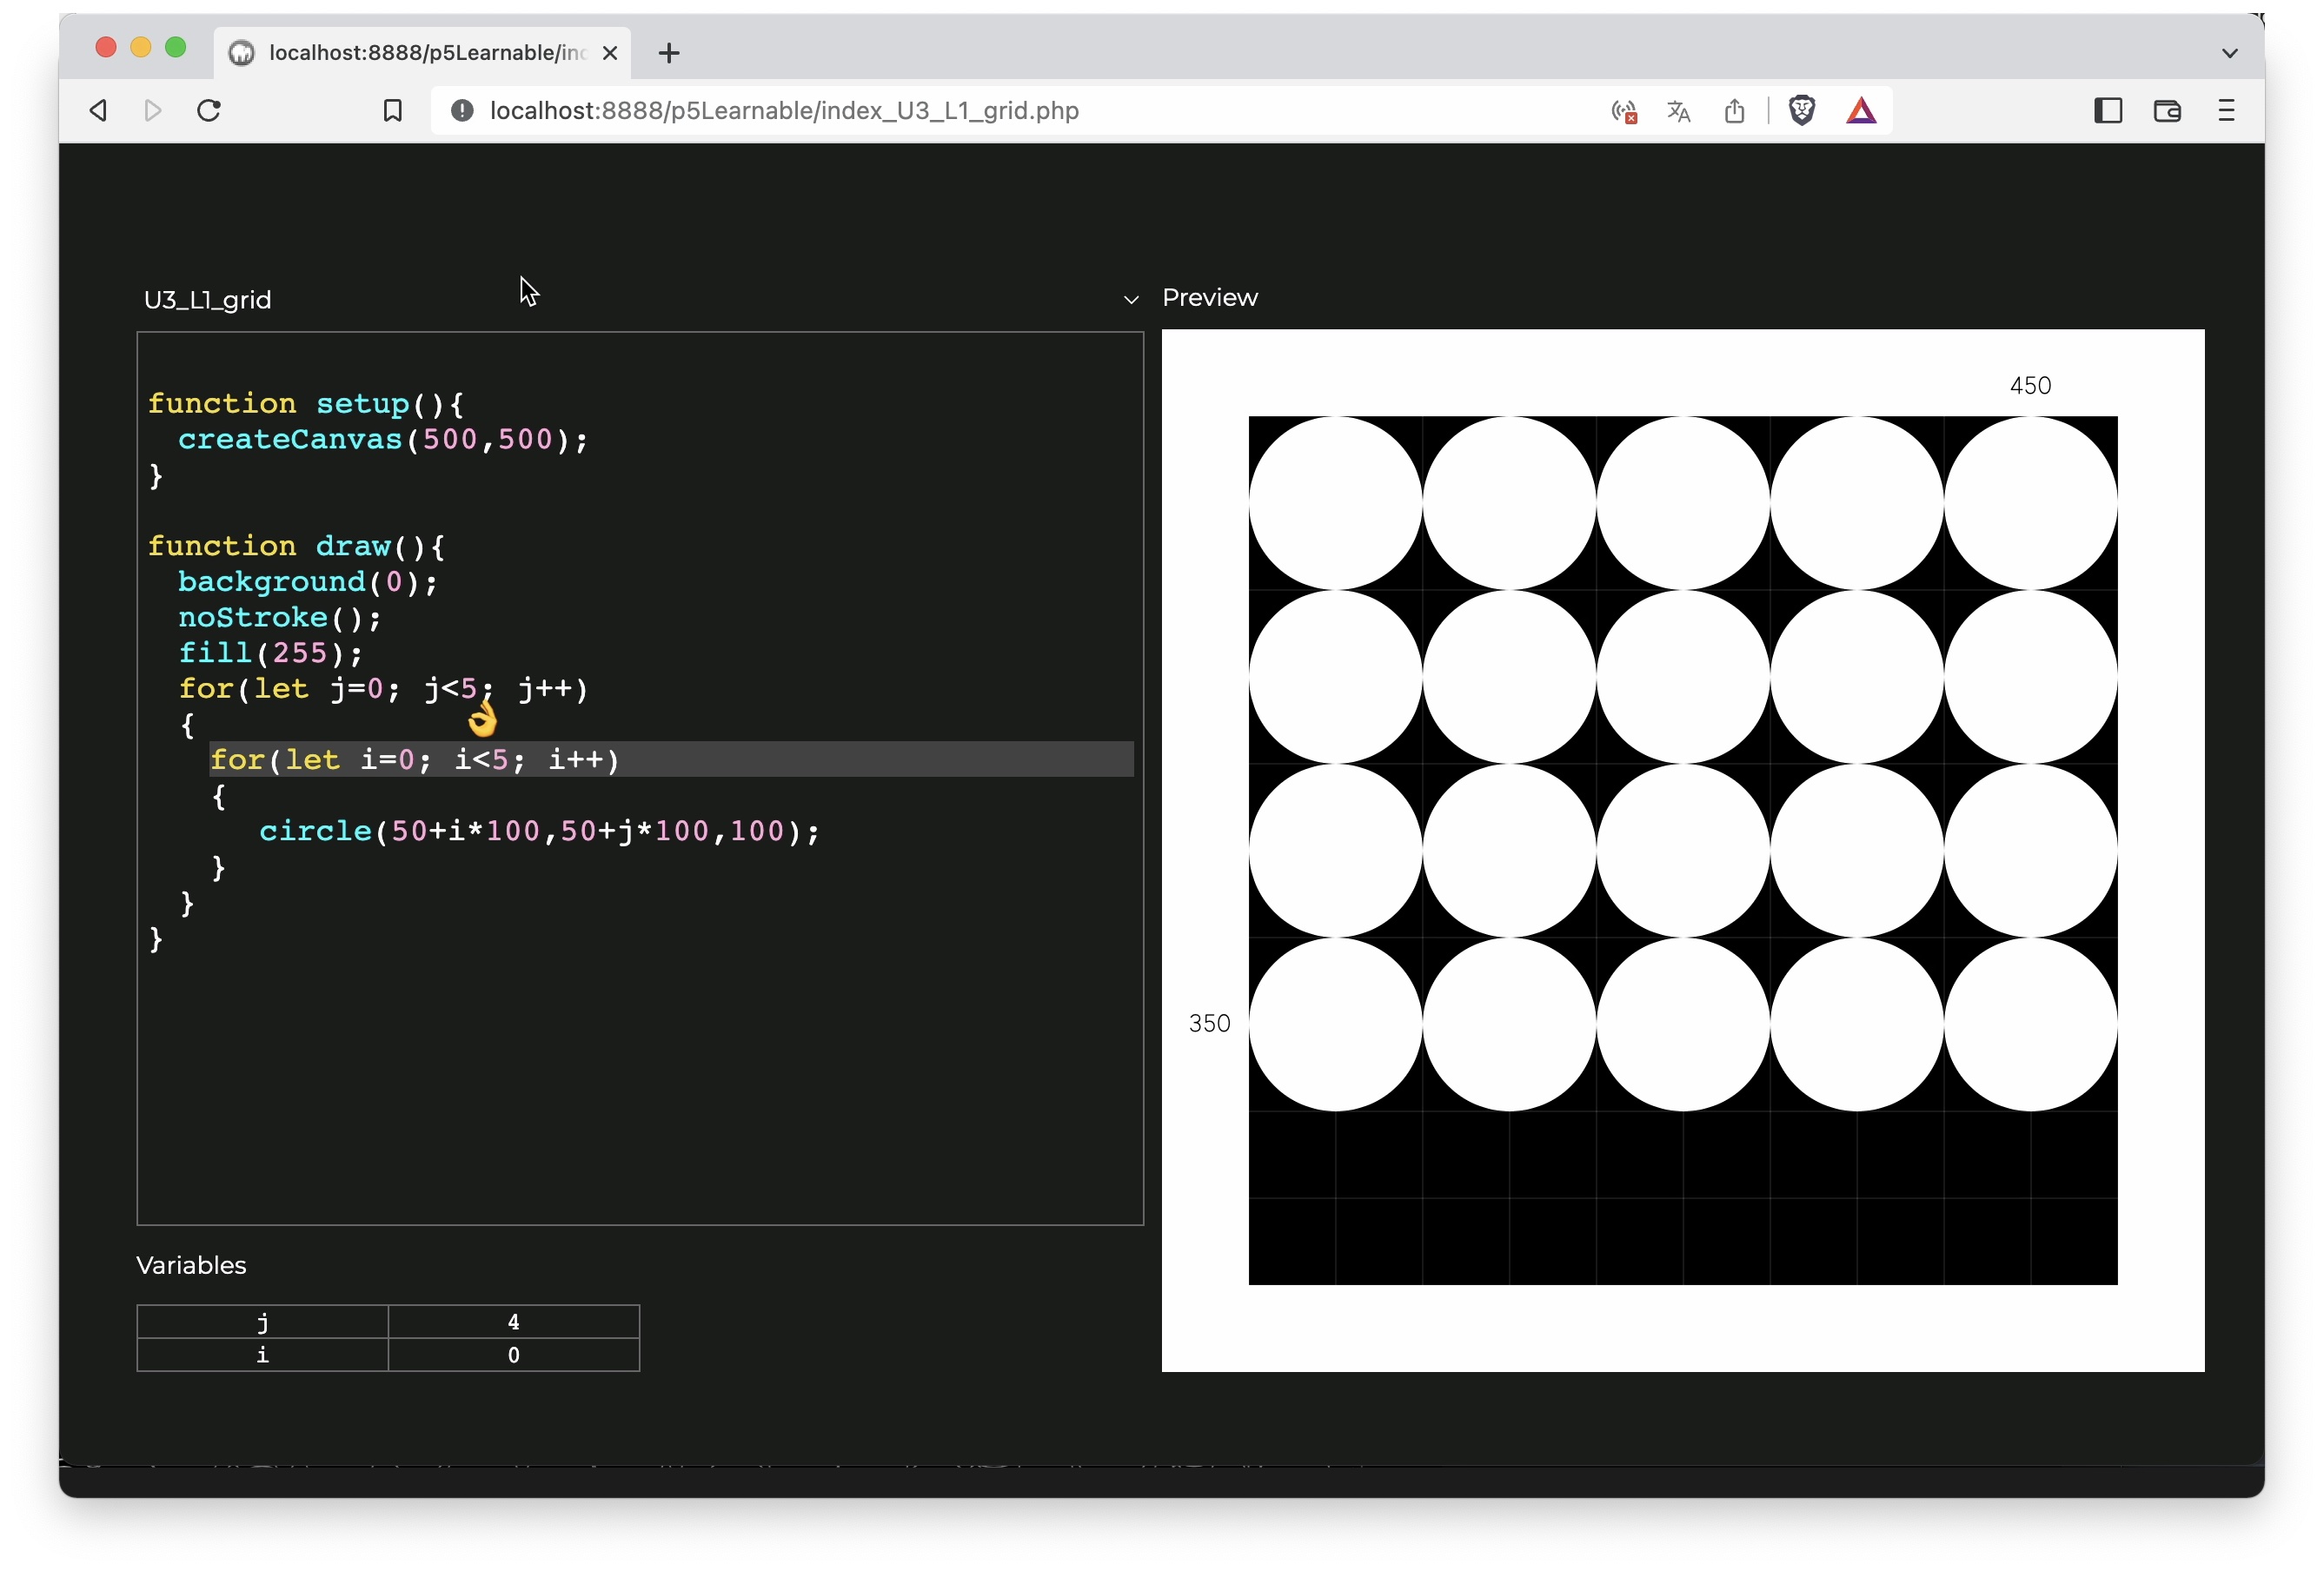 localhost:8888/p5Learnable/in
localhost:8888/p5Learnable/index_U3_L1_grid.php
U3_L1_grid
Preview
function setup(){
createCanvas(500,500);
}
function draw(){
background(0);
noStroke();
fill(255);
for(let j=0; j<5; j++)
{
for(let i=0; i<5; i++)
{
circle(50+i*100,50+j*100,100);
}
}
}
450
350
Variables
j 4
i 0